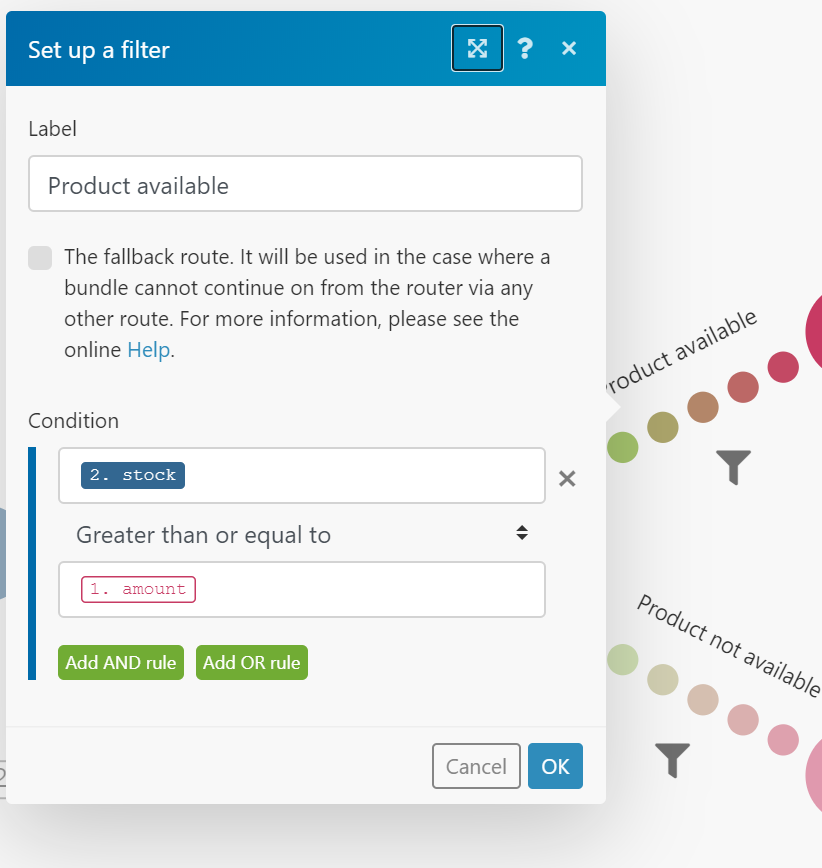 Set up a filter
?
Label
Product available
The fallback route. It will be used in the case where a
bundle cannot continue on from the router via any
other route. For more information, please see the
online Help.
Condition
2. stock
Greater than or equal to
1. amount
Add AND rule
Add OR rule
Cancel
OK
roduct available
Product not available